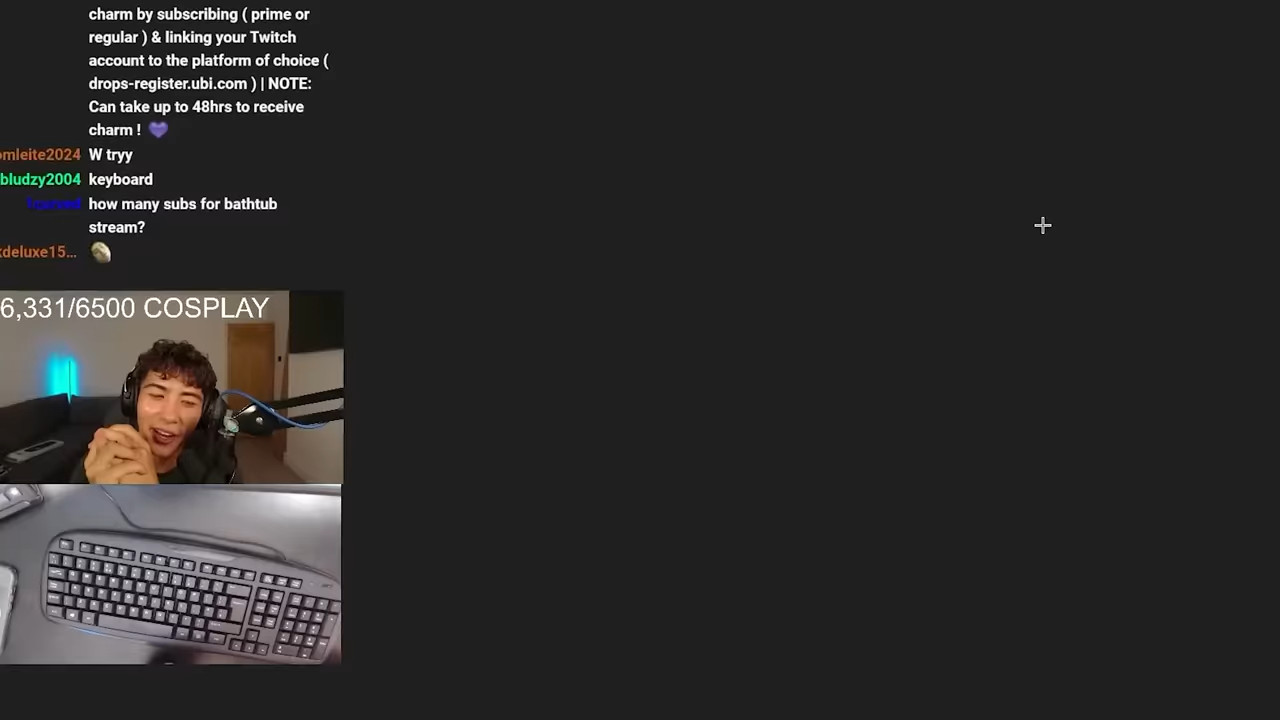 charm by subscribing ( prime or
regular ) & linking your Twitch
account to the platform of choice (
drops-register.ubi.com ) | NOTE:
Can take up to 48hrs to receive
charm !
omleite2024 W tryy
bludzy2004 keyboard
how many subs for bathtub
stream?
kdeluxe15…
6,331/6500 COSPLAY